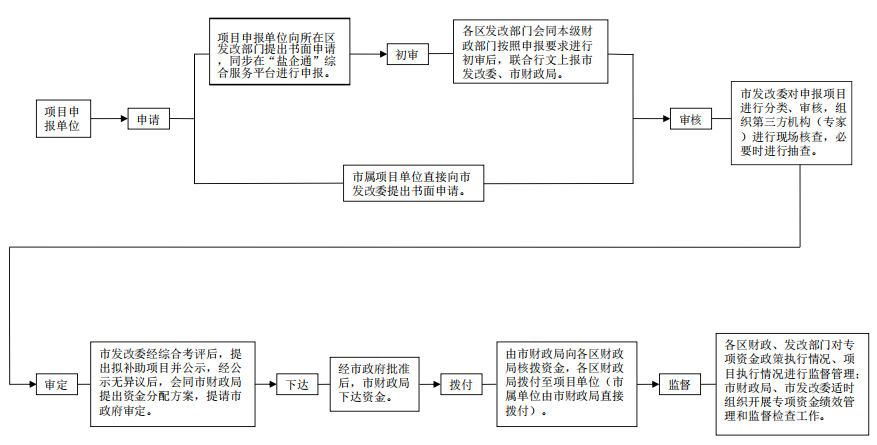 项目申
报单位
申请
项目申报单位向所在区
发改部门提出书面申请
，同步在“盐企通”综
合服务平台进行申报。
初审
各区发改部门会同本级财
政部门按照申报要求进行
初审后，联合行文上报市
发改委、市财政局。
市属项目单位直接向市
发改委提出书面申请。
审核
市发改委对申报项目
进行分类、审核，组
织第三方机构（专家
）进行现场核查，必
要时进行抽查。
审定
市发改委经综合考评后，提
出拟补助项目并公示，经公
示无异议后，会同市财政局
提出资金分配方案，提请市
政府审定。
下达
经市政府批准
后，市财政局
下达资金。
拨付
由市财政局向各区财政
局核拨资金，各区财政
局拨付至项目单位（市
属单位由市财政局直接
拨付）。
监督
各区财政、发改部门对专
项资金政策执行情况、项
目执行情况进行监督管理；
市财政局、市发改委适时
组织开展专项资金绩效管
理和监督检查工作。